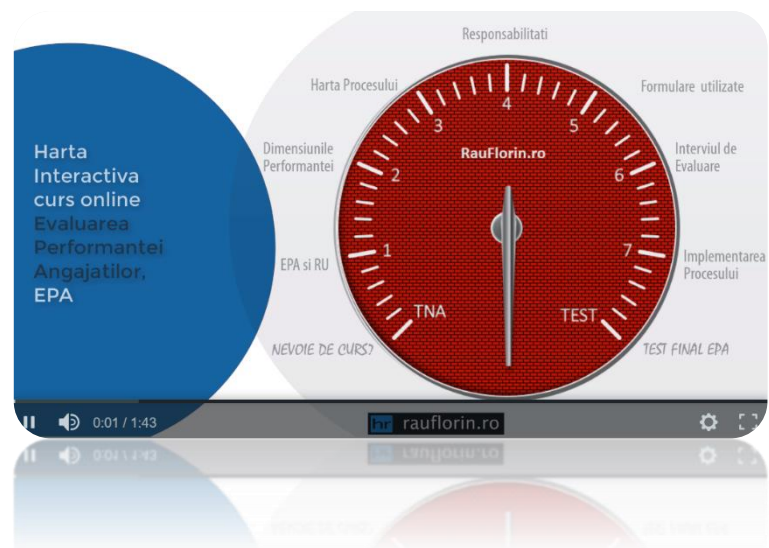 Harta
Interactiva
curs online
Evaluarea
Performantei
Angajatilor,
EPA
Responsabilitati
Harta Procesului
Formulare utilizate
Dimensiunile
Performantei
Interviul de
Evaluare
EPA si RU
Implementarea
Procesului
NEVOIE DE CURS?
TEST FINAL EPA
RauFlorin.ro
TNA
1
2
3
4
5
6
7
TEST
0:01 / 1:43
hr rauflorin.ro